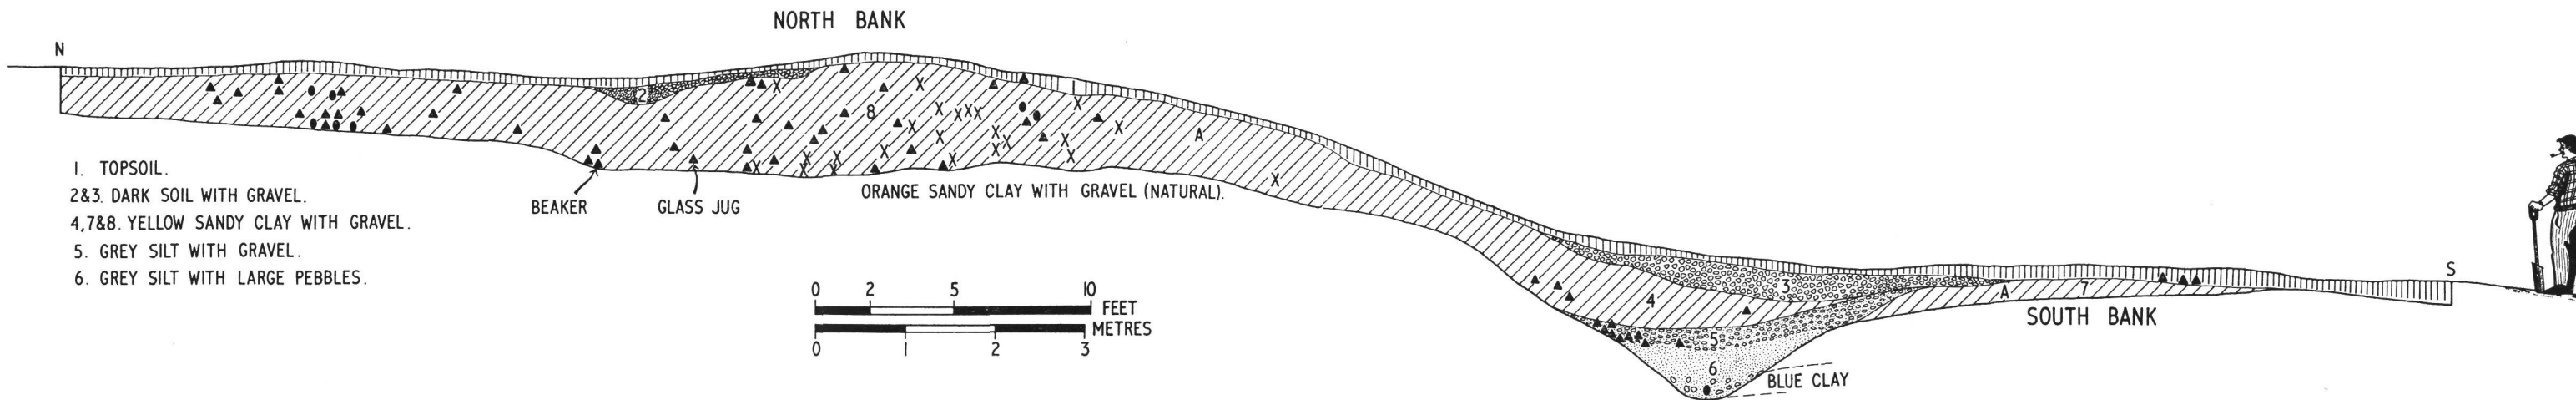 NORTH BANK
N
2
8
1
A
1. TOPSOIL.
2&3. DARK SOIL WITH GRAVEL.
4,7&8. YELLOW SANDY CLAY WITH GRAVEL.
5. GREY SILT WITH GRAVEL.
6. GREY SILT WITH LARGE PEBBLES.
BEAKER
GLASS JUG
ORANGE SANDY CLAY WITH GRAVEL (NATURAL).
0 2 5 10
FEET
METRES
0 1 2 3
S
3
4
A
7
SOUTH BANK
5
6
BLUE CLAY